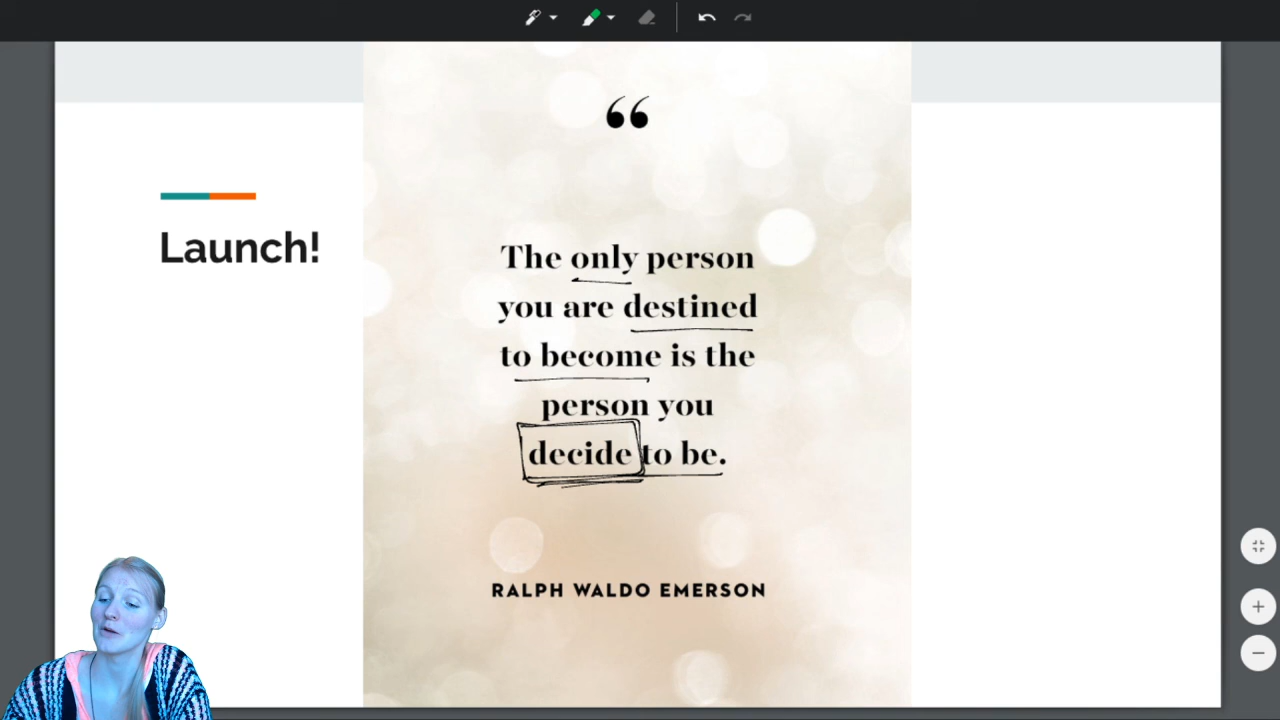 Launch!
“
The only person
you are destined
to become is the
person you
decide to be.
RALPH WALDO EMERSON